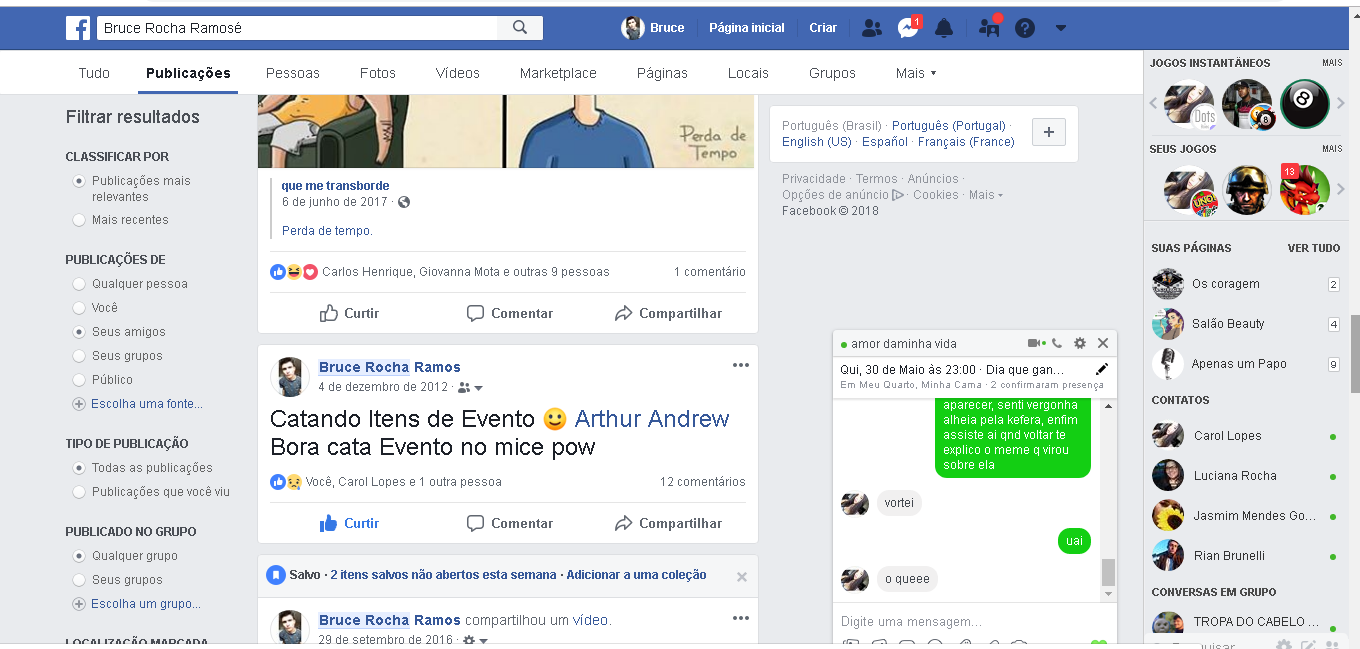 Bruce Rocha Ramosé
Bruce
Página inicial
Criar
1
Tudo
Publicações
Pessoas
Fotos
Vídeos
Marketplace
Páginas
Locais
Grupos
Mais
Filtrar resultados
CLASSIFICAR POR
Publicações mais
relevantes
Mais recentes
PUBLICAÇÕES DE
Qualquer pessoa
Você
Seus amigos
Seus grupos
Público
Escolha uma fonte...
TIPO DE PUBLICAÇÃO
Todas as publicações
Publicações que você viu
PUBLICADO NO GRUPO
Qualquer grupo
Seus grupos
Escolha um grupo...
LOCALIZAÇÃO MARCADA
Perda de
Tempo
que me transborde
6 de junho de 2017 ·
Perda de tempo.
Carlos Henrique, Giovanna Mota e outras 9 pessoas
1 comentário
Curtir
Comentar
Compartilhar
Bruce Rocha Ramos
4 de dezembro de 2012 ·
Catando Itens de Evento 🙂 Arthur Andrew
Bora cata Evento no mice pow
Você, Carol Lopes e 1 outra pessoa
12 comentários
Curtir
Comentar
Compartilhar
Salvo · 2 itens salvos não abertos esta semana · Adicionar a uma coleção
Bruce Rocha Ramos compartilhou um vídeo.
29 de setembro de 2016 ·
Português (Brasil) · Português (Portugal) ·
English (US) · Español · Français (France)
Privacidade · Termos · Anúncios ·
Opções de anúncio · Cookies · Mais
Facebook © 2018
amor daminha vida
Qui, 30 de Maio às 23:00 · Dia que gan...
Em Meu Quarto, Minha Cama · 2 confirmaram presença
aparecer, senti vergonha
alheia pela kefera, enfim
assiste ai qnd voltar te
explico o meme q virou
sobre ela
vortei
uai
o queee
Digite uma mensagem...
JOGOS INSTANTÂNEOS
MAIS
Dots
8
8
SEUS JOGOS
MAIS
UNO
13
SUAS PÁGINAS
VER TUDO
Os coragem
2
Salão Beauty
4
Apenas um Papo
9
CONTATOS
Carol Lopes
Luciana Rocha
Jasmim Mendes Go...
Rian Brunelli
CONVERSAS EM GRUPO
TROPA DO CABELO ...